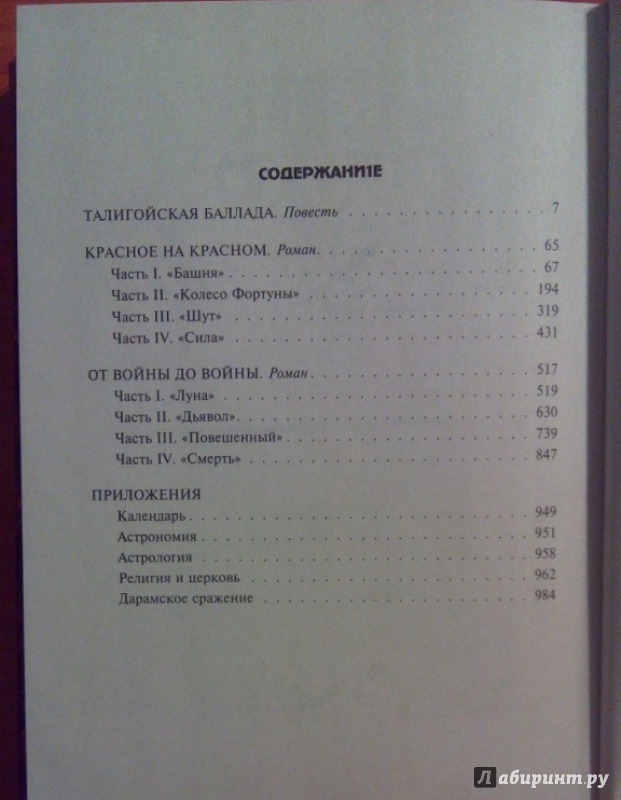 СОДЕРЖАНИЕ
ТАЛИГОЙСКАЯ БАЛЛАДА. Повесть . . . . . . . . . . . . . . . . 7
КРАСНОЕ НА КРАСНОМ. Роман. . . . . . . . . . . . . . . . . 65
Часть I. «Башня» . . . . . . . . . . . . . . . . . . . . . . . 67
Часть II. «Колесо Фортуны» . . . . . . . . . . . . . . . . . 194
Часть III. «Шут» . . . . . . . . . . . . . . . . . . . . . . . 319
Часть IV. «Сила» . . . . . . . . . . . . . . . . . . . . . . . 431
ОТ ВОЙНЫ ДО ВОЙНЫ. Роман . . . . . . . . . . . . . . . . . 517
Часть I. «Луна» . . . . . . . . . . . . . . . . . . . . . . . 519
Часть II. «Дьявол» . . . . . . . . . . . . . . . . . . . . . . 630
Часть III. «Повешенный» . . . . . . . . . . . . . . . . . . 739
Часть IV. «Смерть» . . . . . . . . . . . . . . . . . . . . . 847
ПРИЛОЖЕНИЯ
Календарь . . . . . . . . . . . . . . . . . . . . . . . . . . 949
Астрономия . . . . . . . . . . . . . . . . . . . . . . . . . 951
Астрология . . . . . . . . . . . . . . . . . . . . . . . . . 958
Религия и церковь . . . . . . . . . . . . . . . . . . . . . 962
Дарамское сражение . . . . . . . . . . . . . . . . . . . . 984
Лабиринт.ру